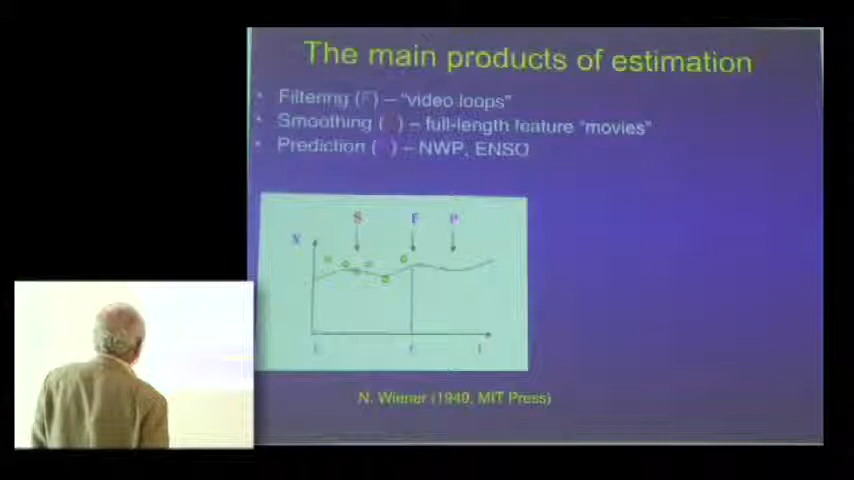 The main products of estimation
• Filtering (F) – “video loops”
• Smoothing ( ) – full-length feature “movies”
• Prediction ( ) – NWP, ENSO
S F P
X
t
N. Wiener (1949, MIT Press)